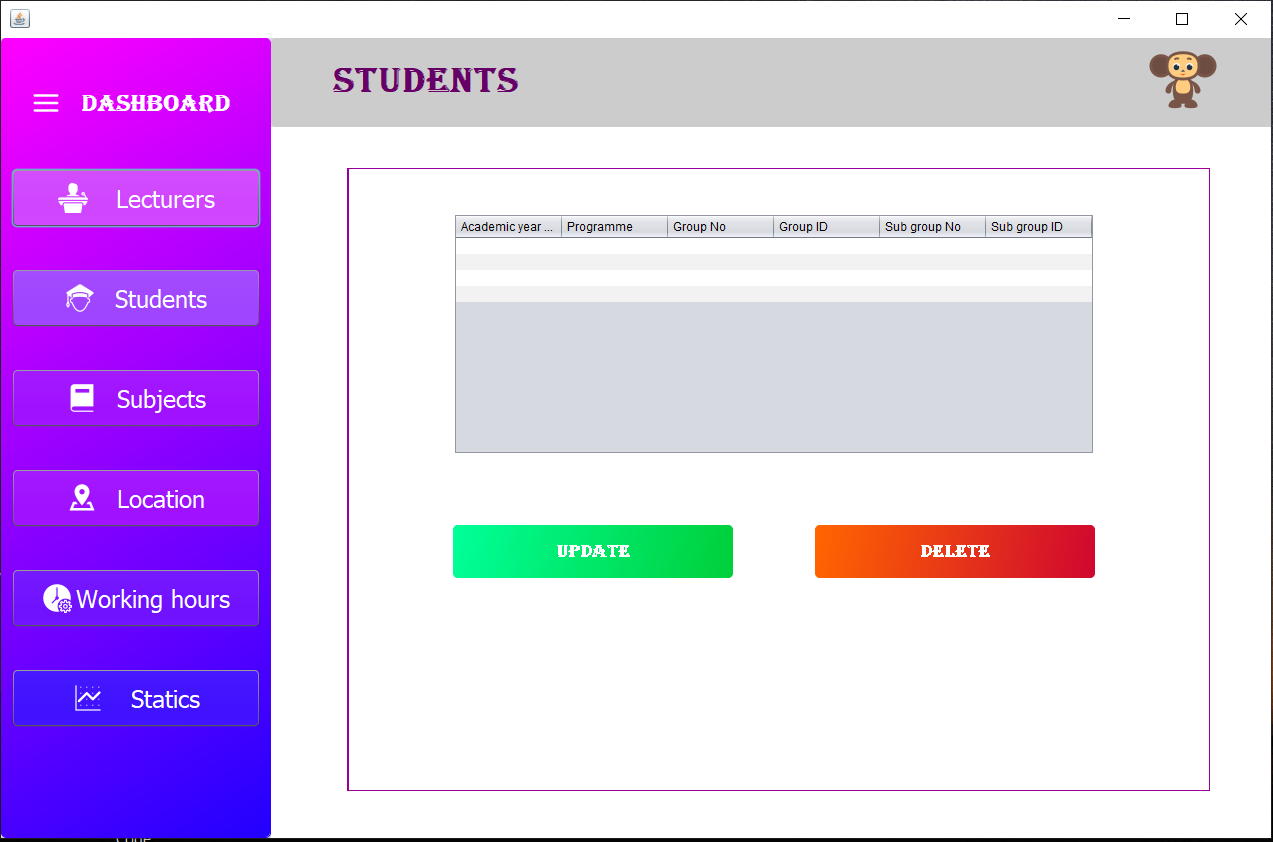 DASHBOARD
STUDENTS
Lecturers
Students
Subjects
Location
Working hours
Statics
Academic year ... Programme Group No Group ID Sub group No Sub group ID
UPDATE DELETE